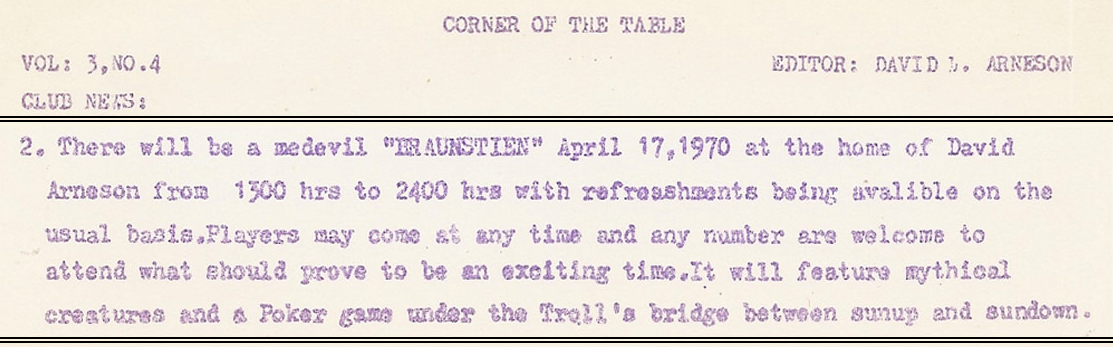 CORNER OF THE TABLE
VOL: 3,NO.4 EDITOR: DAVID L. ARNESON
CLUB NEWS:
2. There will be a medevil "BRAUNSTIEN" April 17,1970 at the home of David
Arneson from 1300 hrs to 2400 hrs with refreashments being avalible on the
usual basis.Players may come at any time and any number are welcome to
attend what should prove to be an exciting time.It will feature mythical
creatures and a Poker game under the Troll's bridge between sunup and sundown.